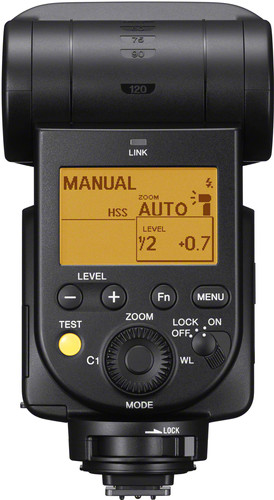 75
90
120
LINK
MANUAL
ZOOM
HSS AUTO
LEVEL
1/2 +0.7
LEVEL
− + Fn MENU
TEST ZOOM LOCK ON
OFF
C1 WL
MODE
LOCK